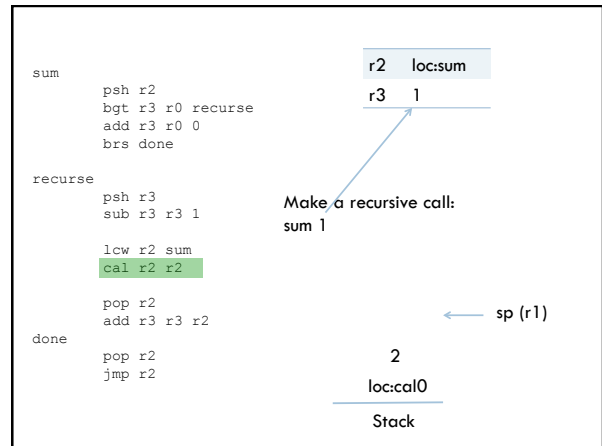 sum
psh r2
bgt r3 r0 recurse
add r3 r0 0
brs done
recurse
psh r3
sub r3 r3 1
lcw r2 sum
cal r2 r2
pop r2
add r3 r3 r2
done
pop r2
jmp r2
r2 loc:sum
r3 1
Make a recursive call:
sum 1
sp (r1)
2
loc:cal0
Stack